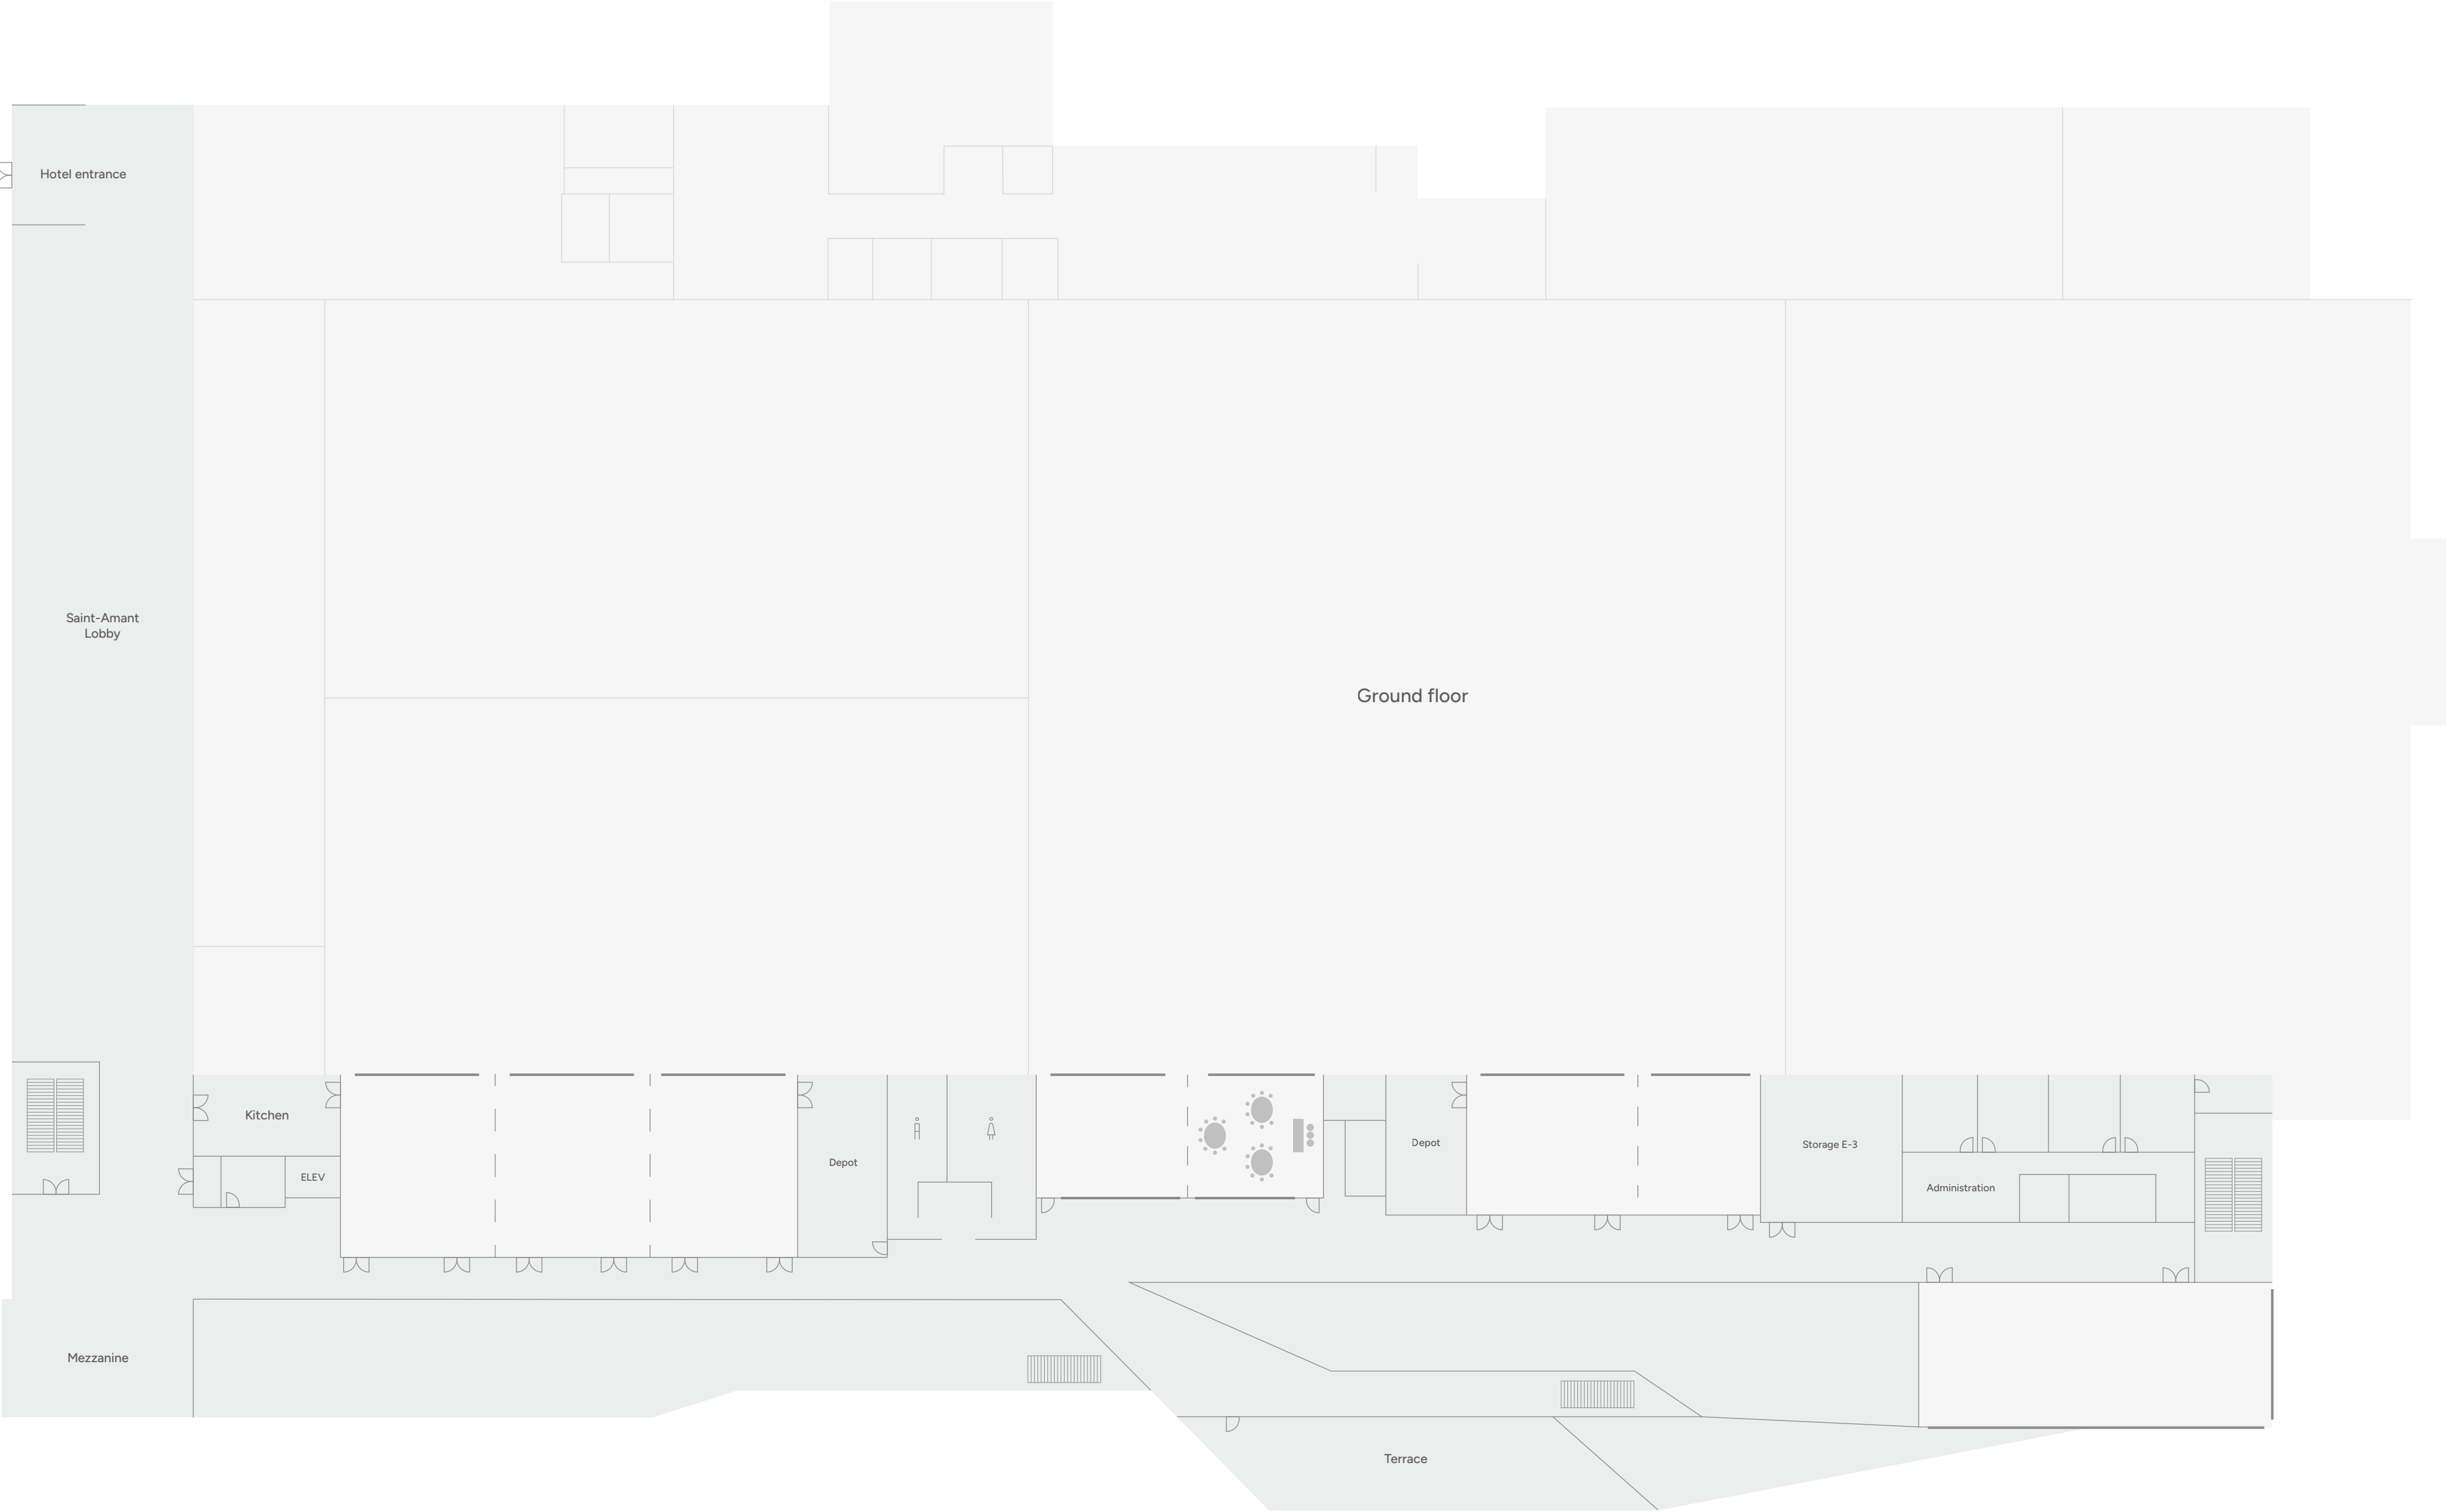 Hotel entrance
Saint-Amant
Lobby
Ground floor
Kitchen
ELEV
Depot
Depot
Storage E-3
Administration
Mezzanine
Terrace